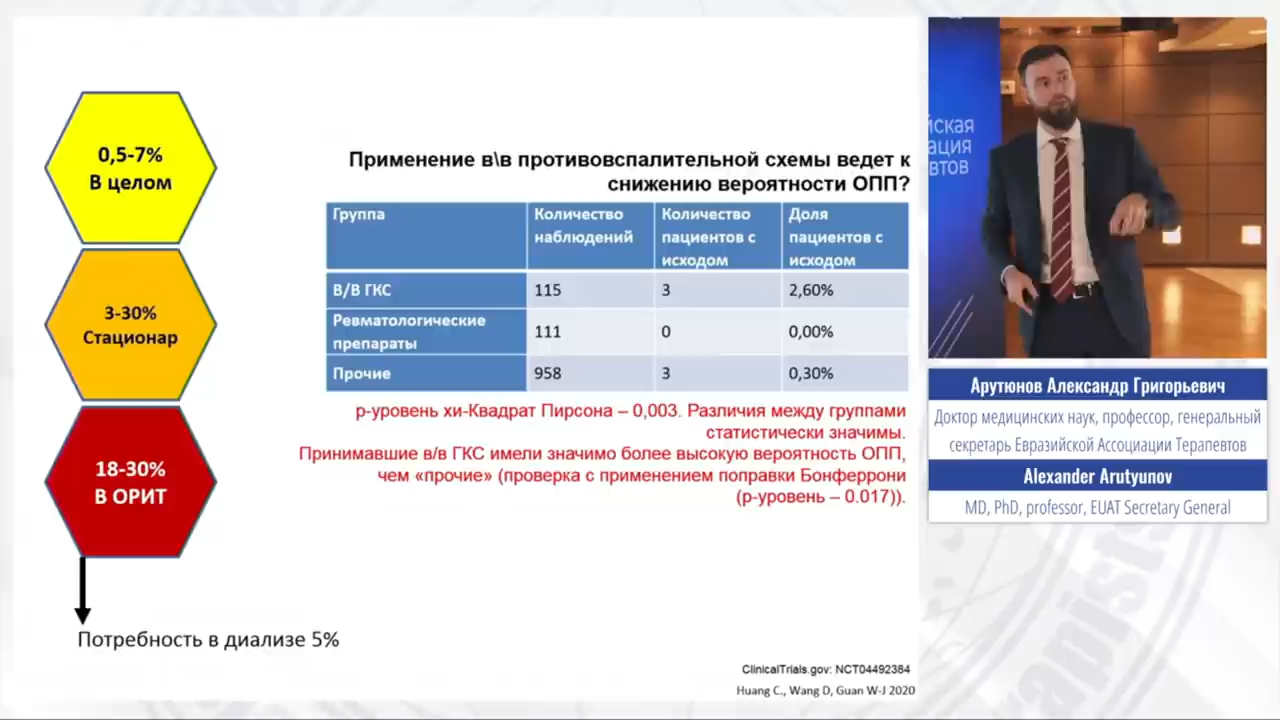 0,5-7%
В целом
3-30%
Стационар
18-30%
В ОРИТ
Потребность в диализе 5%
Применение в\в противовспалительной схемы ведет к
снижению вероятности ОПП?
Группа
Количество
наблюдений
Количество
пациентов с
исходом
Доля
пациентов с
исходом
В/В ГКС
115
3
2,60%
Ревматологические
препараты
111
0
0,00%
Прочие
958
3
0,30%
р-уровень хи-Квадрат Пирсона – 0,003. Различия между группами
статистически значимы.
Принимавшие в/в ГКС имели значимо более высокую вероятность ОПП,
чем «прочие» (проверка с применением поправки Бонферрони
(р-уровень – 0.017)).
ClinicalTrials.gov: NCT04492384
Huang C., Wang D, Guan W-J 2020
йская
ация
втов
Арутюнов Александр Григорьевич
Доктор медицинских наук, профессор, генеральный
секретарь Евразийской Ассоциации Терапевтов
Alexander Arutyunov
MD, PhD, professor, EUAT Secretary General